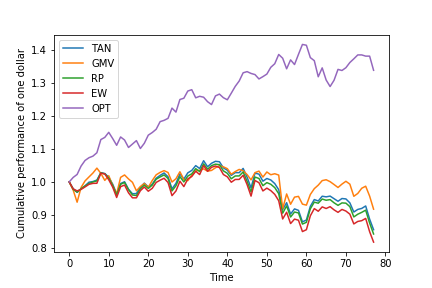 TAN
GMV
RP
EW
OPT
Cumulative performance of one dollar
1.4
1.3
1.2
1.1
1.0
0.9
0.8
0 10 20 30 40 50 60 70 80
Time